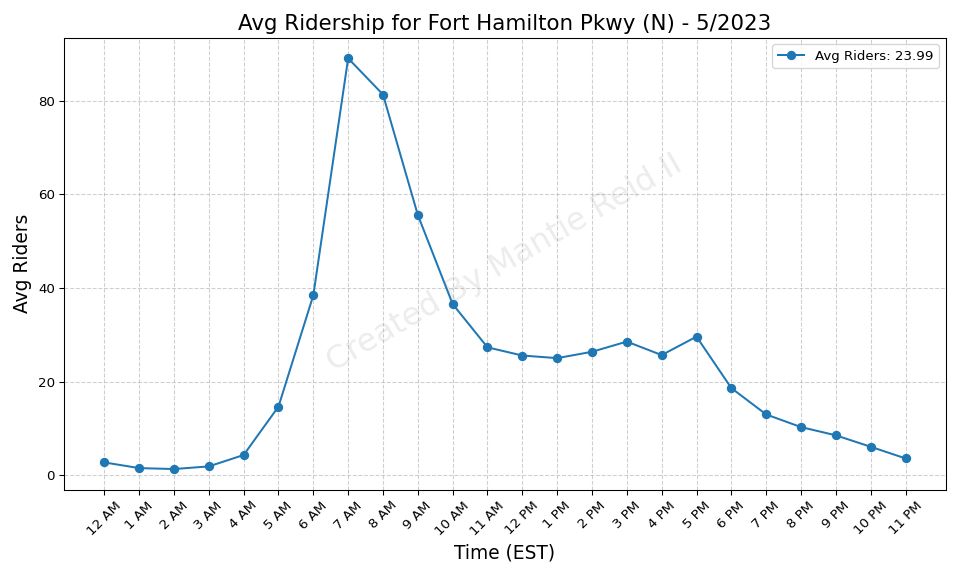 Avg Ridership for Fort Hamilton Pkwy (N) - 5/2023
Avg Riders: 23.99
Avg Riders
80
60
40
20
0
Created By Mantie Reid II
12 AM 1 AM 2 AM 3 AM 4 AM 5 AM 6 AM 7 AM 8 AM 9 AM 10 AM 11 AM 12 PM 1 PM 2 PM 3 PM 4 PM 5 PM 6 PM 7 PM 8 PM 9 PM 10 PM 11 PM
Time (EST)